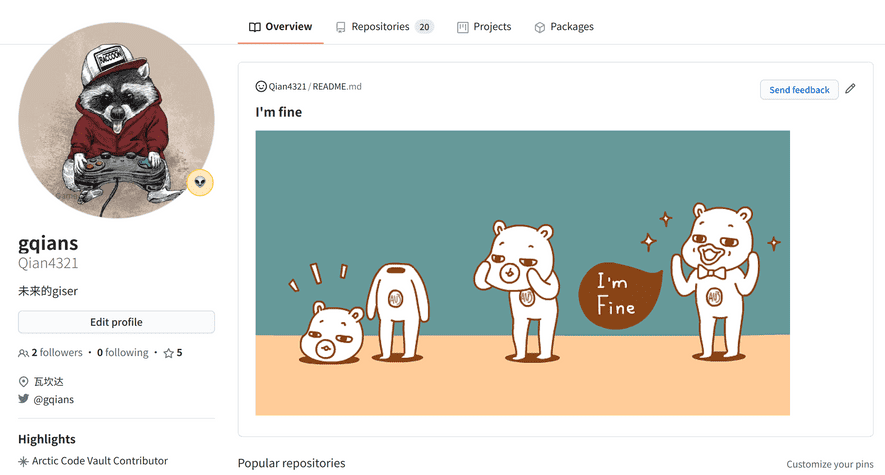 Overview
Repositories 20
Projects
Packages
RACCOON
gqians
Qian4321
未来的giser
Edit profile
2 followers · 0 following · 5
瓦坎达
@gqians
Highlights
Arctic Code Vault Contributor
Qian4321 / README.md
Send feedback
I'm fine
I'm
Fine
Popular repositories
Customize your pins